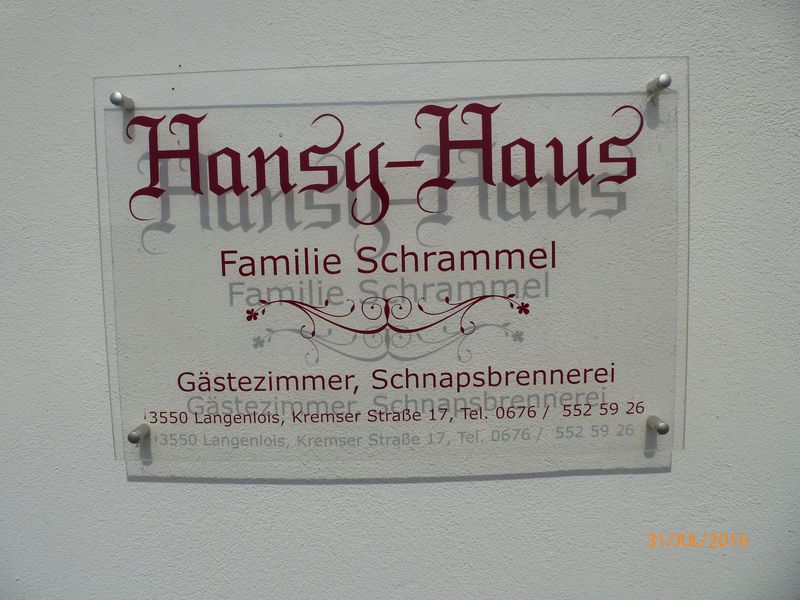 Hansy-Haus
Familie Schrammel
Gästezimmer, Schnapsbrennerei
3550 Langenlois, Kremser Straße 17, Tel. 0676 / 552 59 26
31/JUL/2016